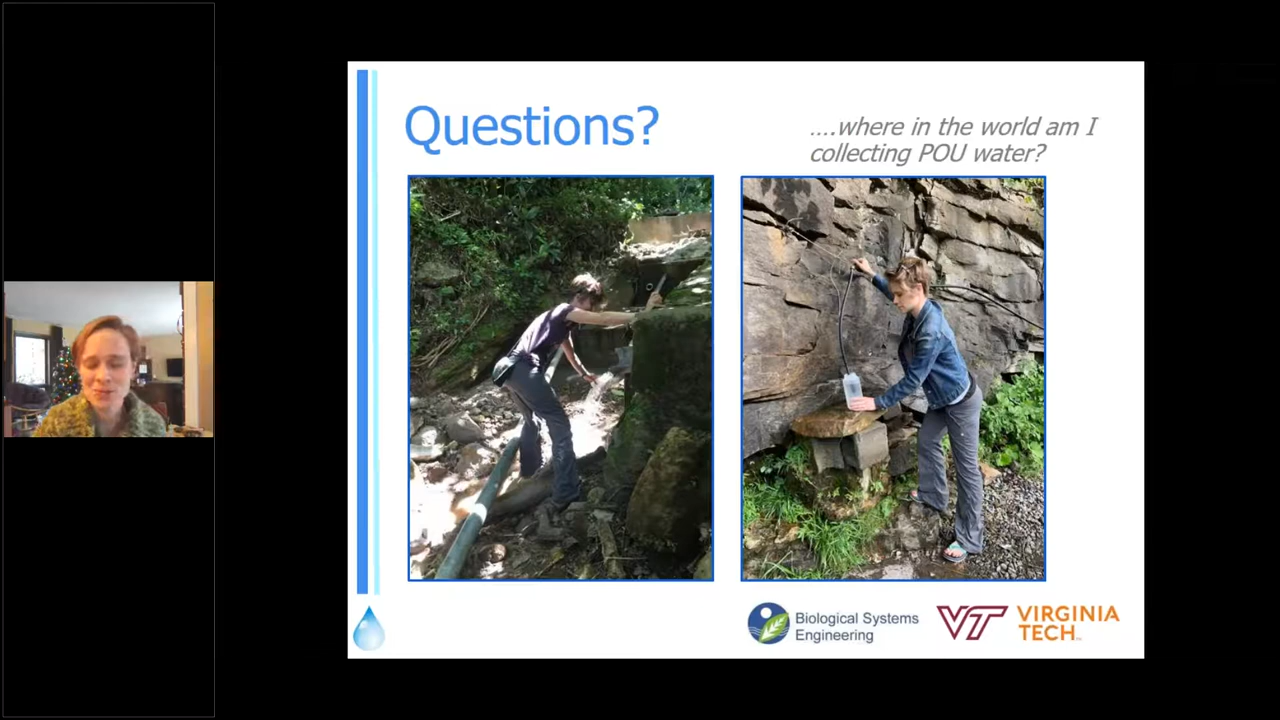 Questions?
....where in the world am I
collecting POU water?
Biological Systems
Engineering
VT VIRGINIA
TECH